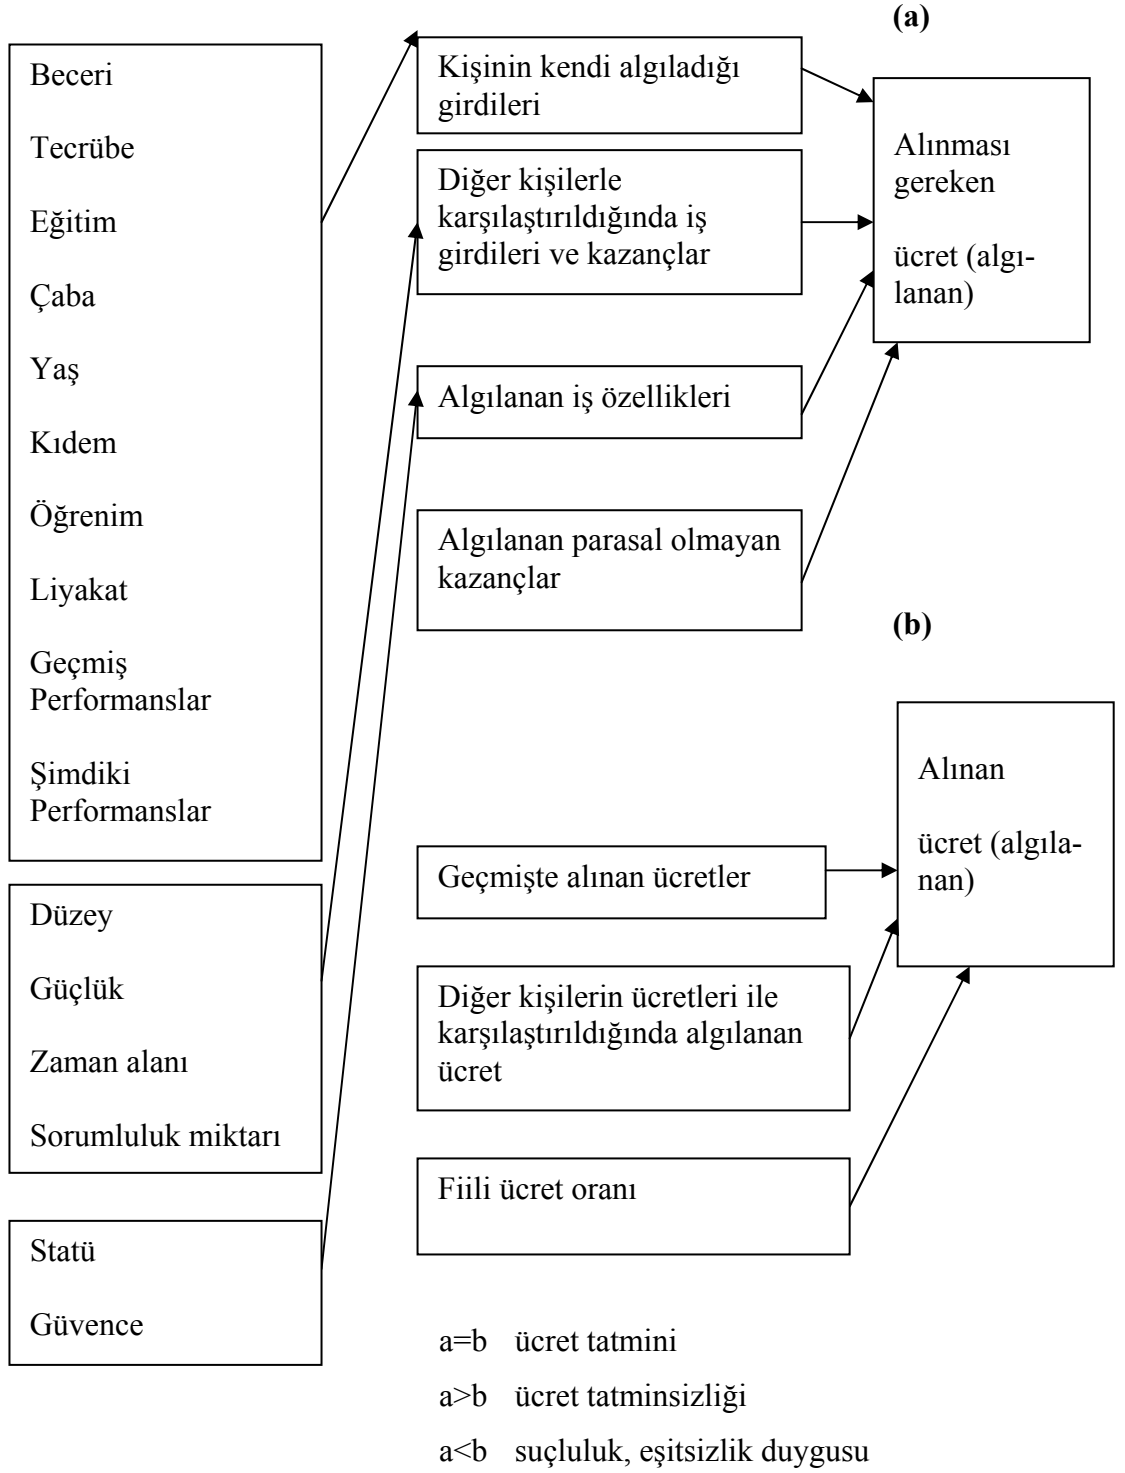 (a)
Beceri
Tecrübe
Eğitim
Çaba
Yaş
Kıdem
Öğrenim
Liyakat
Geçmiş
Performanslar
Şimdiki
Performanslar
Düzey
Güçlük
Zaman alanı
Sorumluluk miktarı
Statü
Güvence
Kişinin kendi algıladığı
girdileri
Diğer kişilerle
karşılaştırıldığında iş
girdileri ve kazançlar
Algılanan iş özellikleri
Algılanan parasal olmayan
kazançlar
Alınması
gereken
ücret (algı-
lanan)
(b)
Geçmişte alınan ücretler
Diğer kişilerin ücretleri ile
karşılaştırıldığında algılanan
ücret
Fiili ücret oranı
Alınan
ücret (algıla-
nan)
a=b ücret tatmini
a>b ücret tatminsizliği
a<b suçluluk, eşitsizlik duygusu